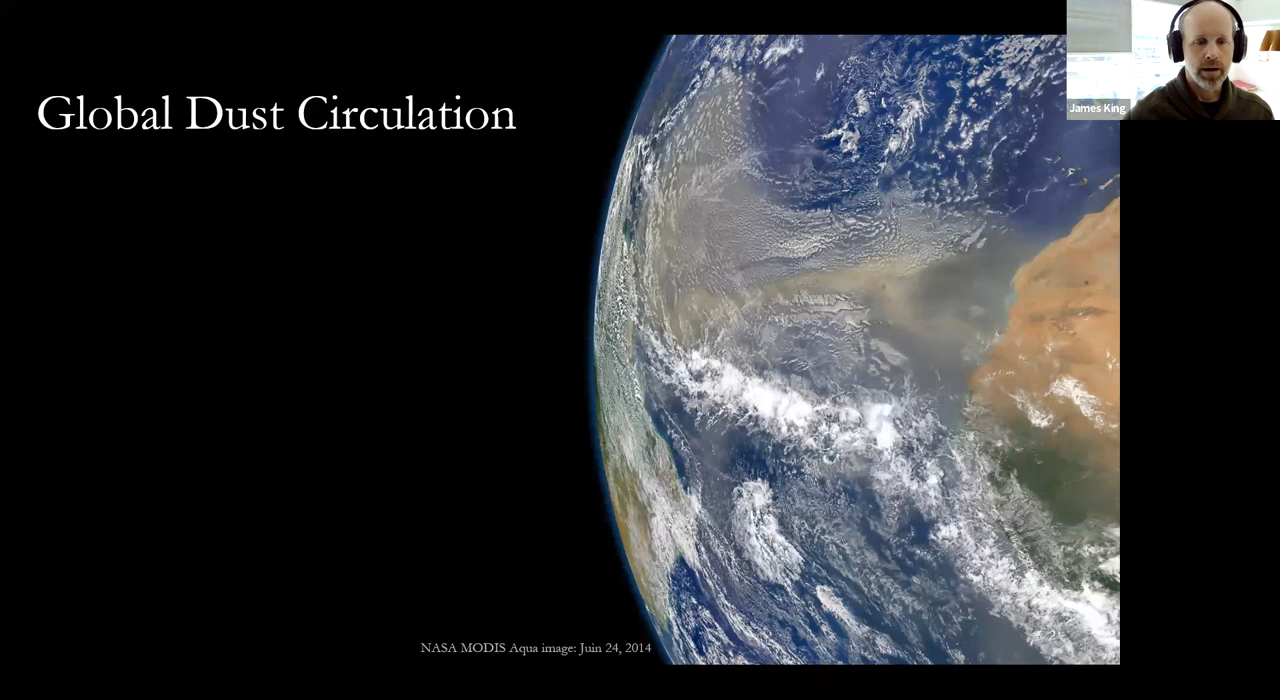 Global Dust Circulation
James King
NASA MODIS Aqua image: Juin 24, 2014